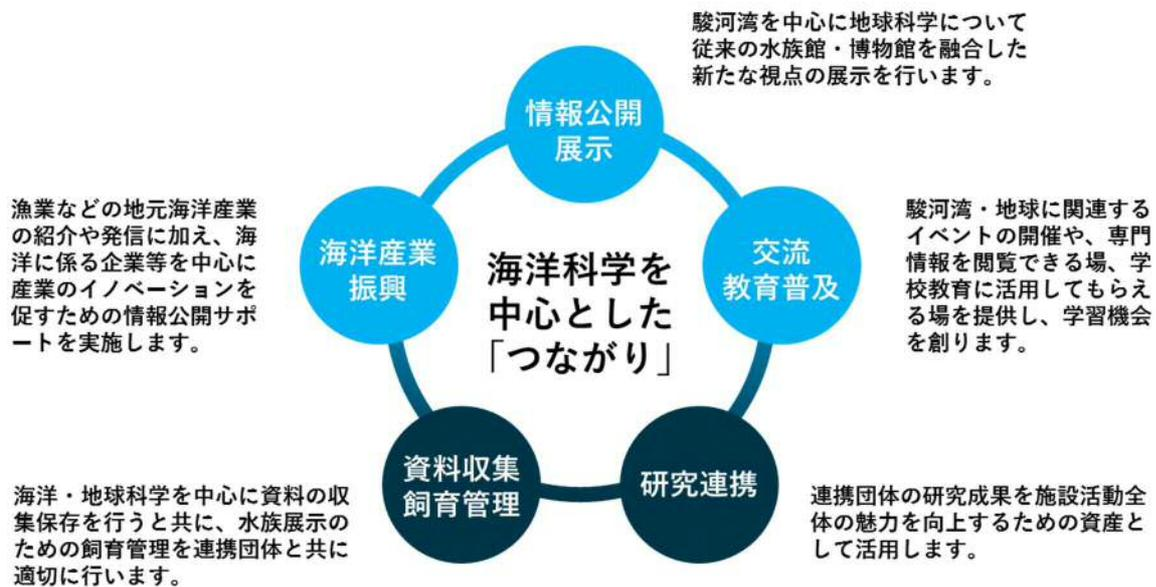 駿河湾を中心に地球科学について
従来の水族館・博物館を融合した
新たな視点の展示を行います。
情報公開
展示
漁業などの地元海洋産業
の紹介や発信に加え、海
洋に係る企業等を中心に
産業のイノベーションを
促すための情報公開サポ
ートを実施します。
海洋産業
振興
海洋科学を
中心とした
「つながり」
交流
教育普及
駿河湾・地球に関連する
イベントの開催や、専門
情報を閲覧できる場、学
校教育に活用してもらえ
る場を提供し、学習機会
を創ります。
資料収集
飼育管理
研究連携
海洋・地球科学を中心に資料の収
集保存を行うと共に、水族展示の
ための飼育管理を連携団体と共に
適切に行います。
連携団体の研究成果を施設活動全
体の魅力を向上するための資産と
して活用します。